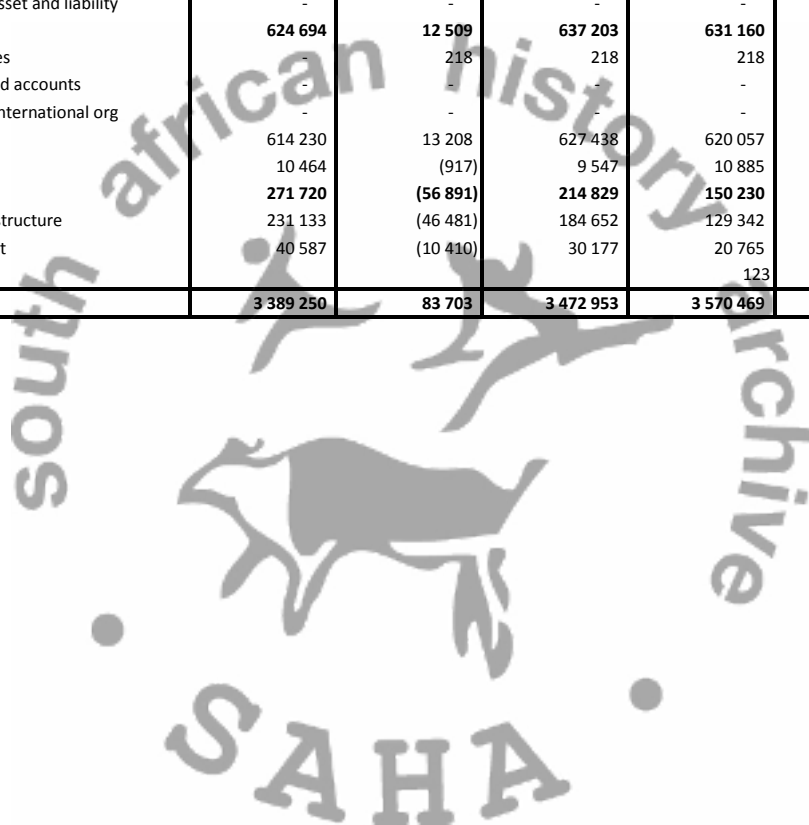 sset and liability - - - -
624 694 12 509 637 203 631 160
es - 218 218 218
d accounts - - - -
nternational org - - - -
614 230 13 208 627 438 620 057
10 464 (917) 9 547 10 885
271 720 (56 891) 214 829 150 230
structure 231 133 (46 481) 184 652 129 342
t 40 587 (10 410) 30 177 20 765
123
3 389 250 83 703 3 472 953 3 570 469
south african history archive
SAHA